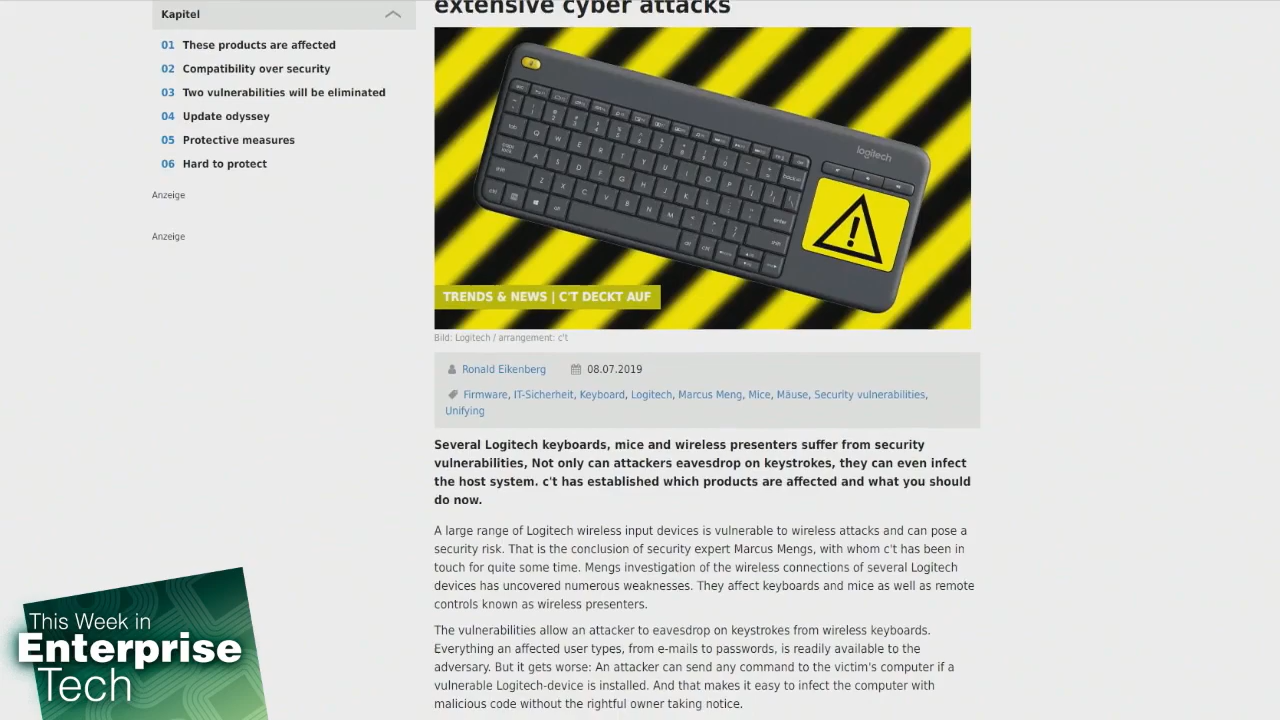 extensive cyber attacks
Kapitel
01 These products are affected
02 Compatibility over security
03 Two vulnerabilities will be eliminated
04 Update odyssey
05 Protective measures
06 Hard to protect
Anzeige
Anzeige
logitech
TRENDS & NEWS | C'T DECKT AUF
Bild: Logitech / arrangement: c't
Ronald Eikenberg 08.07.2019
Firmware, IT-Sicherheit, Keyboard, Logitech, Marcus Meng, Mice, Mäuse, Security vulnerabilities,
Unifying
Several Logitech keyboards, mice and wireless presenters suffer from security
vulnerabilities, Not only can attackers eavesdrop on keystrokes, they can even infect
the host system. c't has established which products are affected and what you should
do now.
A large range of Logitech wireless input devices is vulnerable to wireless attacks and can pose a
security risk. That is the conclusion of security expert Marcus Mengs, with whom c't has been in
touch for quite some time. Mengs investigation of the wireless connections of several Logitech
devices has uncovered numerous weaknesses. They affect keyboards and mice as well as remote
controls known as wireless presenters.
The vulnerabilities allow an attacker to eavesdrop on keystrokes from wireless keyboards.
Everything an affected user types, from e-mails to passwords, is readily available to the
adversary. But it gets worse: An attacker can send any command to the victim's computer if a
vulnerable Logitech-device is installed. And that makes it easy to infect the computer with
malicious code without the rightful owner taking notice.
This Week in
Enterprise
Tech